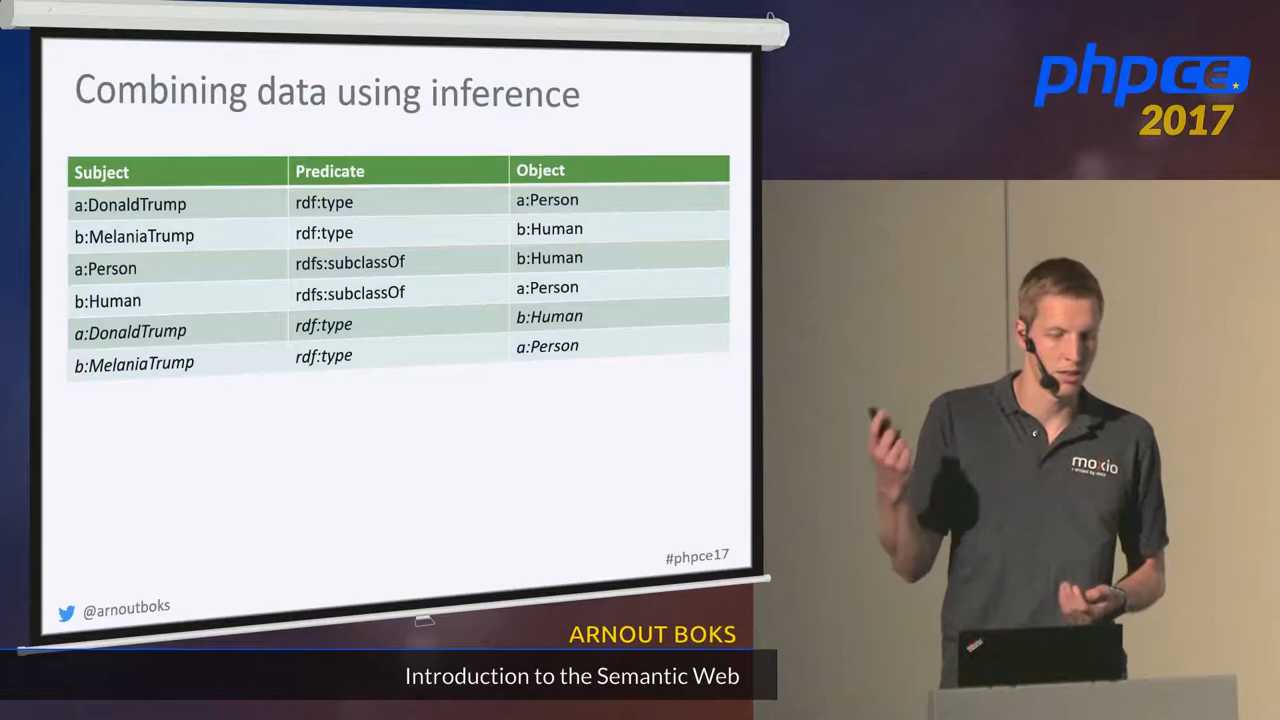 Combining data using inference
Subject Predicate Object
a:DonaldTrump rdf:type a:Person
b:MelaniaTrump rdf:type b:Human
a:Person rdfs:subclassOf b:Human
b:Human rdfs:subclassOf a:Person
a:DonaldTrump rdf:type b:Human
b:MelaniaTrump rdf:type a:Person
#phpce17
@arnoutboks
phpCE
2017
moxio
ARNOUT BOKS
Introduction to the Semantic Web